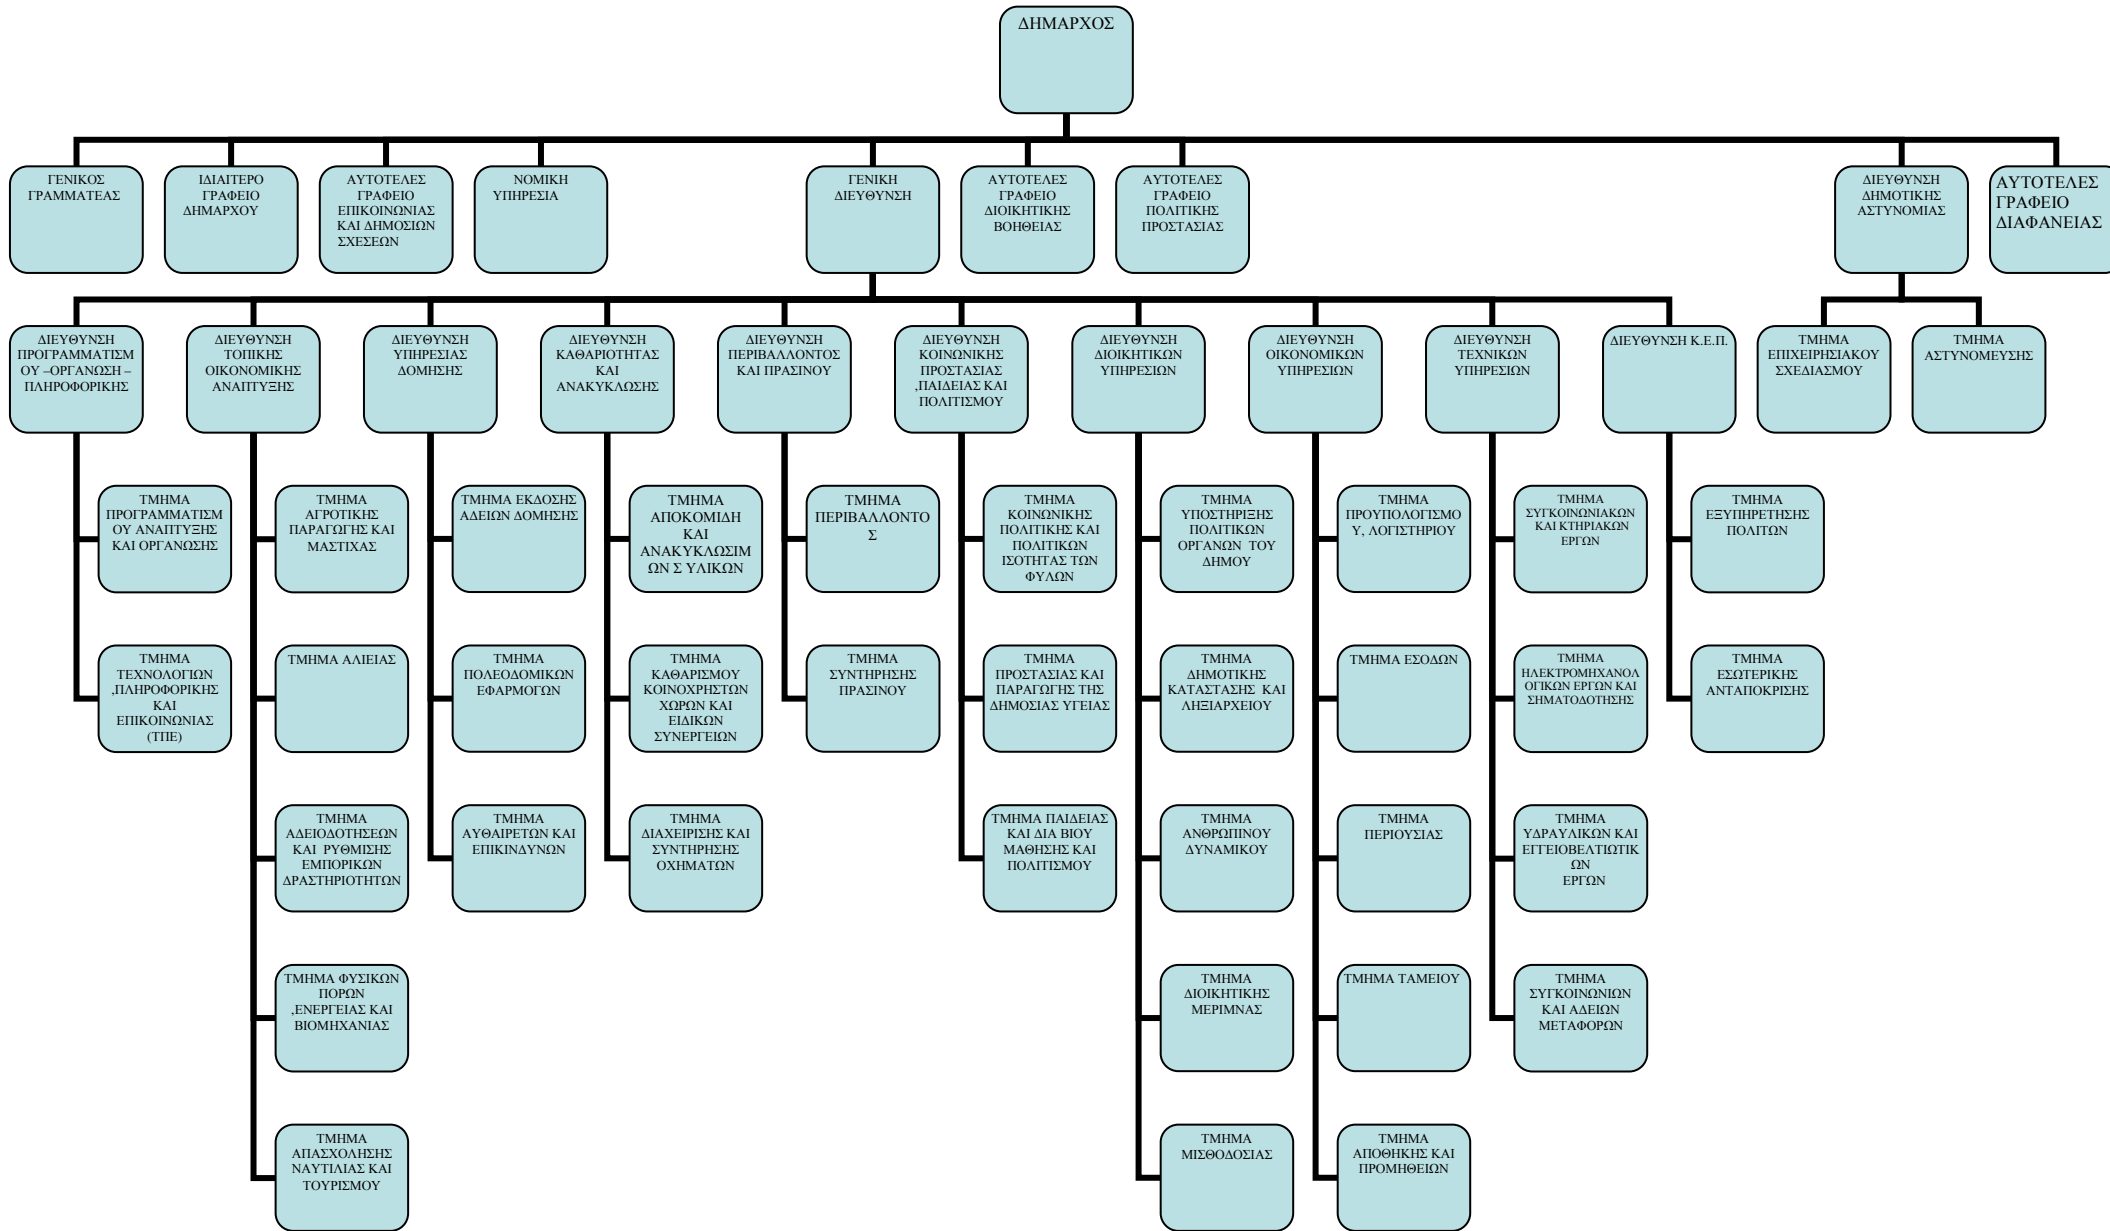 ΔΗΜΑΡΧΟΣ
ΓΕΝΙΚΟΣ
ΓΡΑΜΜΑΤΕΑΣ
ΙΔΙΑΙΤΕΡΟ
ΓΡΑΦΕΙΟ
ΔΗΜΑΡΧΟΥ
ΑΥΤΟΤΕΛΕΣ
ΓΡΑΦΕΙΟ
ΕΠΙΚΟΙΝΩΝΙΑΣ
ΚΑΙ ΔΗΜΟΣΙΩΝ
ΣΧΕΣΕΩΝ
ΝΟΜΙΚΗ
ΥΠΗΡΕΣΙΑ
ΓΕΝΙΚΗ
ΔΙΕΥΘΥΝΣΗ
ΑΥΤΟΤΕΛΕΣ
ΓΡΑΦΕΙΟ
ΔΙΟΙΚΗΤΙΚΗΣ
ΒΟΗΘΕΙΑΣ
ΑΥΤΟΤΕΛΕΣ
ΓΡΑΦΕΙΟ
ΠΟΛΙΤΙΚΗΣ
ΠΡΟΣΤΑΣΙΑΣ
ΔΙΕΥΘΥΝΣΗ
ΔΗΜΟΤΙΚΗΣ
ΑΣΤΥΝΟΜΙΑΣ
ΑΥΤΟΤΕΛΕΣ
ΓΡΑΦΕΙΟ
ΔΙΑΦΑΝΕΙΑΣ
ΔΙΕΥΘΥΝΣΗ
ΠΡΟΓΡΑΜΜΑΤΙΣΜ
ΟΥ –ΟΡΓΑΝΩΣΗ –
ΠΛΗΡΟΦΟΡΙΚΗΣ
ΔΙΕΥΘΥΝΣΗ
ΤΟΠΙΚΗΣ
ΟΙΚΟΝΟΜΙΚΗΣ
ΑΝΑΠΤΥΞΗΣ
ΔΙΕΥΘΥΝΣΗ
ΥΠΗΡΕΣΙΑΣ
ΔΟΜΗΣΗΣ
ΔΙΕΥΘΥΝΣΗ
ΚΑΘΑΡΙΟΤΗΤΑΣ
ΚΑΙ
ΑΝΑΚΥΚΛΩΣΗΣ
ΔΙΕΥΘΥΝΣΗ
ΠΕΡΙΒΑΛΛΟΝΤΟΣ
ΚΑΙ ΠΡΑΣΙΝΟΥ
ΔΙΕΥΘΥΝΣΗ
ΚΟΙΝΩΝΙΚΗΣ
ΠΡΟΣΤΑΣΙΑΣ
,ΠΑΙΔΕΙΑΣ ΚΑΙ
ΠΟΛΙΤΙΣΜΟΥ
ΔΙΕΥΘΥΝΣΗ
ΔΙΟΙΚΗΤΙΚΩΝ
ΥΠΗΡΕΣΙΩΝ
ΔΙΕΥΘΥΝΣΗ
ΟΙΚΟΝΟΜΙΚΩΝ
ΥΠΗΡΕΣΙΩΝ
ΔΙΕΥΘΥΝΣΗ
ΤΕΧΝΙΚΩΝ
ΥΠΗΡΕΣΙΩΝ
ΔΙΕΥΘΥΝΣΗ Κ.Ε.Π.
ΤΜΗΜΑ
ΕΠΙΧΕΙΡΗΣΙΑΚΟΥ
ΣΧΕΔΙΑΣΜΟΥ
ΤΜΗΜΑ
ΑΣΤΥΝΟΜΕΥΣΗΣ
ΤΜΗΜΑ
ΠΡΟΓΡΑΜΜΑΤΙΣΜ
ΟΥ ΑΝΑΠΤΥΞΗΣ
ΚΑΙ ΟΡΓΑΝΩΣΗΣ
ΤΜΗΜΑ
ΑΓΡΟΤΙΚΗΣ
ΠΑΡΑΓΩΓΗΣ ΚΑΙ
ΜΑΣΤΙΧΑΣ
ΤΜΗΜΑ ΕΚΔΟΣΗΣ
ΑΔΕΙΩΝ ΔΟΜΗΣΗΣ
ΤΜΗΜΑ
ΑΠΟΚΟΜΙΔΗ
ΚΑΙ
ΑΝΑΚΥΚΛΩΣΙΜ
ΩΝ Σ ΥΛΙΚΩΝ
ΤΜΗΜΑ
ΠΕΡΙΒΑΛΛΟΝΤΟ
Σ
ΤΜΗΜΑ
ΚΟΙΝΩΝΙΚΗΣ
ΠΟΛΙΤΙΚΗΣ ΚΑΙ
ΠΟΛΙΤΙΚΩΝ
ΙΣΟΤΗΤΑΣ ΤΩΝ
ΦΥΛΩΝ
ΤΜΗΜΑ
ΥΠΟΣΤΗΡΙΞΗΣ
ΠΟΛΙΤΙΚΩΝ
ΟΡΓΑΝΩΝ ΤΟΥ
ΔΗΜΟΥ
ΤΜΗΜΑ
ΠΡΟΥΠΟΛΟΓΙΣΜΟ
Υ, ΛΟΓΙΣΤΗΡΙΟΥ
ΤΜΗΜΑ
ΣΥΓΚΟΙΝΩΝΙΑΚΩΝ
ΚΑΙ ΚΤΗΡΙΑΚΩΝ
ΕΡΓΩΝ
ΤΜΗΜΑ
ΕΞΥΠΗΡΕΤΗΣΗΣ
ΠΟΛΙΤΩΝ
ΤΜΗΜΑ
ΤΕΧΝΟΛΟΓΙΩΝ
,ΠΛΗΡΟΦΟΡΙΚΗΣ
ΚΑΙ
ΕΠΙΚΟΙΝΩΝΙΑΣ
(ΤΠΕ)
ΤΜΗΜΑ ΑΛΙΕΙΑΣ
ΤΜΗΜΑ
ΠΟΛΕΟΔΟΜΙΚΩΝ
ΕΦΑΡΜΟΓΩΝ
ΤΜΗΜΑ
ΚΑΘΑΡΙΣΜΟΥ
ΚΟΙΝΟΧΡΗΣΤΩΝ
ΧΩΡΩΝ ΚΑΙ
ΕΙΔΙΚΩΝ
ΣΥΝΕΡΓΕΙΩΝ
ΤΜΗΜΑ
ΣΥΝΤΗΡΗΣΗΣ
ΠΡΑΣΙΝΟΥ
ΤΜΗΜΑ
ΠΡΟΣΤΑΣΙΑΣ ΚΑΙ
ΠΑΡΑΓΩΓΗΣ ΤΗΣ
ΔΗΜΟΣΙΑΣ ΥΓΕΙΑΣ
ΤΜΗΜΑ
ΔΗΜΟΤΙΚΗΣ
ΚΑΤΑΣΤΑΣΗΣ ΚΑΙ
ΛΗΞΙΑΡΧΕΙΟΥ
ΤΜΗΜΑ ΕΣΟΔΩΝ
ΤΜΗΜΑ
ΗΛΕΚΤΡΟΜΗΧΑΝΟΛ
ΟΓΙΚΩΝ ΕΡΓΩΝ ΚΑΙ
ΣΗΜΑΤΟΔΟΤΗΣΗΣ
ΤΜΗΜΑ
ΕΣΩΤΕΡΙΚΗΣ
ΑΝΤΑΠΟΚΡΙΣΗΣ
ΤΜΗΜΑ
ΑΔΕΙΟΔΟΤΗΣΕΩΝ
ΚΑΙ ΡΥΘΜΙΣΗΣ
ΕΜΠΟΡΙΚΩΝ
ΔΡΑΣΤΗΡΙΟΤΗΤΩΝ
ΤΜΗΜΑ
ΑΥΘΑΙΡΕΤΩΝ ΚΑΙ
ΕΠΙΚΙΝΔΥΝΩΝ
ΤΜΗΜΑ
ΔΙΑΧΕΙΡΙΣΗΣ ΚΑΙ
ΣΥΝΤΗΡΗΣΗΣ
ΟΧΗΜΑΤΩΝ
ΤΜΗΜΑ ΠΑΙΔΕΙΑΣ
ΚΑΙ ΔΙΑ ΒΙΟΥ
ΜΑΘΗΣΗΣ ΚΑΙ
ΠΟΛΙΤΙΣΜΟΥ
ΤΜΗΜΑ
ΑΝΘΡΩΠΙΝΟΥ
ΔΥΝΑΜΙΚΟΥ
ΤΜΗΜΑ
ΠΕΡΙΟΥΣΙΑΣ
ΤΜΗΜΑ
ΥΔΡΑΥΛΙΚΩΝ ΚΑΙ
ΕΓΓΕΙΟΒΕΛΤΙΩΤΙΚ
ΩΝ
ΕΡΓΩΝ
ΤΜΗΜΑ ΦΥΣΙΚΩΝ
ΠΟΡΩΝ
,ΕΝΕΡΓΕΙΑΣ ΚΑΙ
ΒΙΟΜΗΧΑΝΙΑΣ
ΤΜΗΜΑ
ΔΙΟΙΚΗΤΙΚΗΣ
ΜΕΡΙΜΝΑΣ
ΤΜΗΜΑ ΤΑΜΕΙΟΥ
ΤΜΗΜΑ
ΣΥΓΚΟΙΝΩΝΙΩΝ
ΚΑΙ ΑΔΕΙΩΝ
ΜΕΤΑΦΟΡΩΝ
ΤΜΗΜΑ
ΑΠΑΣΧΟΛΗΣΗΣ
ΝΑΥΤΙΛΙΑΣ ΚΑΙ
ΤΟΥΡΙΣΜΟΥ
ΤΜΗΜΑ
ΜΙΣΘΟΔΟΣΙΑΣ
ΤΜΗΜΑ
ΑΠΟΘΗΚΗΣ ΚΑΙ
ΠΡΟΜΗΘΕΙΩΝ